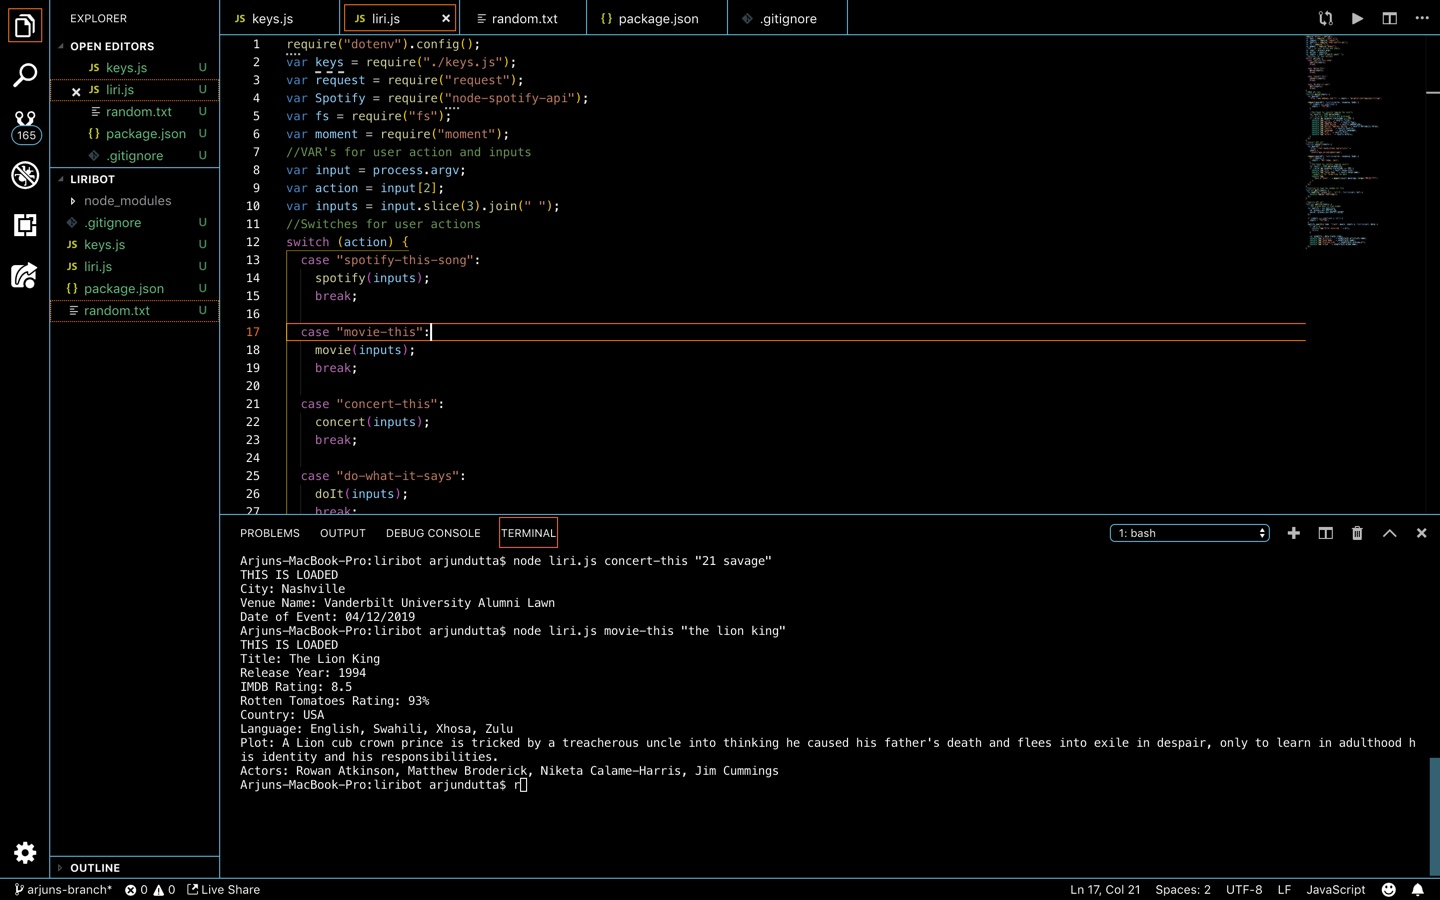 EXPLORER
OPEN EDITORS
JS keys.js U
JS liri.js U
random.txt U
{} package.json U
.gitignore U
165
LIRIBOT
node_modules
.gitignore U
JS keys.js U
JS liri.js U
{} package.json U
random.txt U
OUTLINE
JS keys.js JS liri.js random.txt {} package.json .gitignore
1 require("dotenv").config();
2 var keys = require("./keys.js");
3 var request = require("request");
4 var Spotify = require("node-spotify-api");
5 var fs = require("fs");
6 var moment = require("moment");
7 //VAR's for user action and inputs
8 var input = process.argv;
9 var action = input[2];
10 var inputs = input.slice(3).join(" ");
11 //Switches for user actions
12 switch (action) {
13 case "spotify-this-song":
14 spotify(inputs);
15 break;
16
17 case "movie-this":
18 movie(inputs);
19 break;
20
21 case "concert-this":
22 concert(inputs);
23 break;
24
25 case "do-what-it-says":
26 doIt(inputs);
27 break;
PROBLEMS OUTPUT DEBUG CONSOLE TERMINAL 1: bash
Arjuns-MacBook-Pro:liribot arjundutta$ node liri.js concert-this "21 savage"
THIS IS LOADED
City: Nashville
Venue Name: Vanderbilt University Alumni Lawn
Date of Event: 04/12/2019
Arjuns-MacBook-Pro:liribot arjundutta$ node liri.js movie-this "the lion king"
THIS IS LOADED
Title: The Lion King
Release Year: 1994
IMDB Rating: 8.5
Rotten Tomatoes Rating: 93%
Country: USA
Language: English, Swahili, Xhosa, Zulu
Plot: A Lion cub crown prince is tricked by a treacherous uncle into thinking he caused his father's death and flees into exile in despair, only to learn in adulthood h
is identity and his responsibilities.
Actors: Rowan Atkinson, Matthew Broderick, Niketa Calame-Harris, Jim Cummings
Arjuns-MacBook-Pro:liribot arjundutta$ r
arjuns-branch* 0 0 Live Share Ln 17, Col 21 Spaces: 2 UTF-8 LF JavaScript